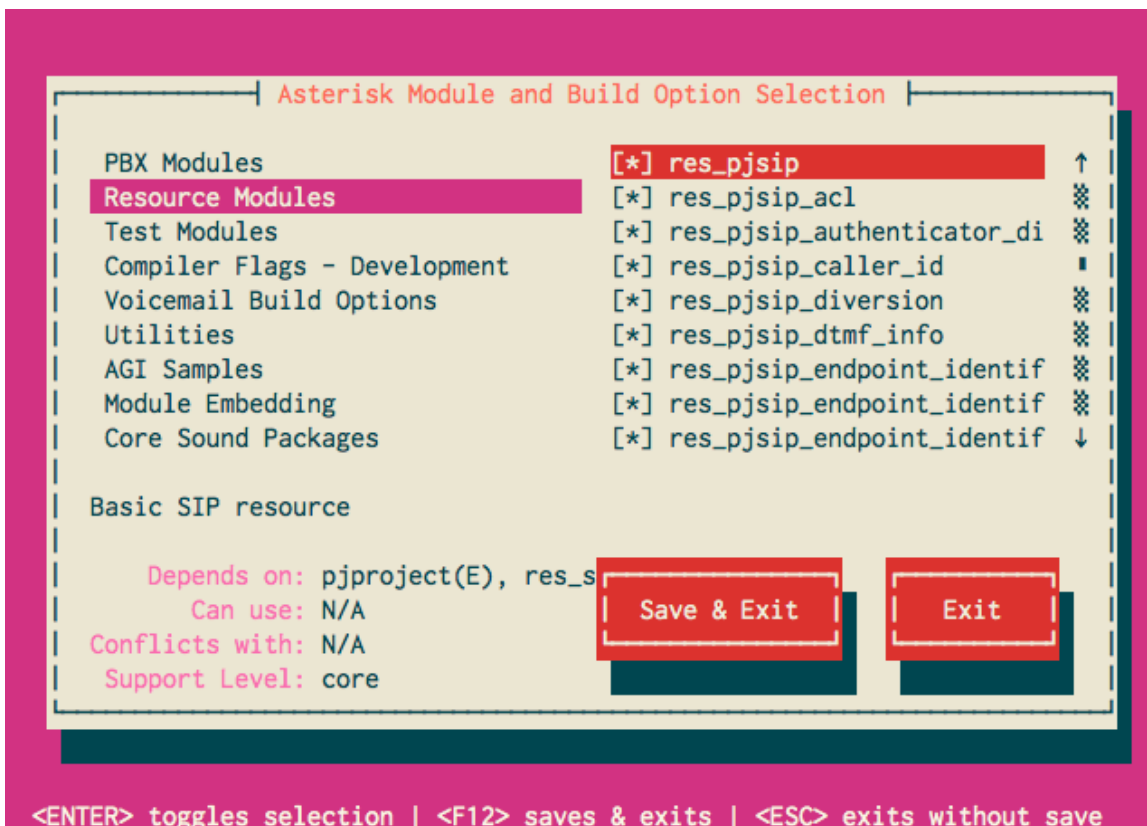 Asterisk Module and Build Option Selection
PBX Modules [*] res_pjsip ↑
Resource Modules [*] res_pjsip_acl
Test Modules [*] res_pjsip_authenticator_di
Compiler Flags - Development [*] res_pjsip_caller_id
Voicemail Build Options [*] res_pjsip_diversion
Utilities [*] res_pjsip_dtmf_info
AGI Samples [*] res_pjsip_endpoint_identif
Module Embedding [*] res_pjsip_endpoint_identif
Core Sound Packages [*] res_pjsip_endpoint_identif ↓
Basic SIP resource
Depends on: pjproject(E), res_s
Can use: N/A Save & Exit Exit
Conflicts with: N/A
Support Level: core
<ENTER> toggles selection | <F12> saves & exits | <ESC> exits without save